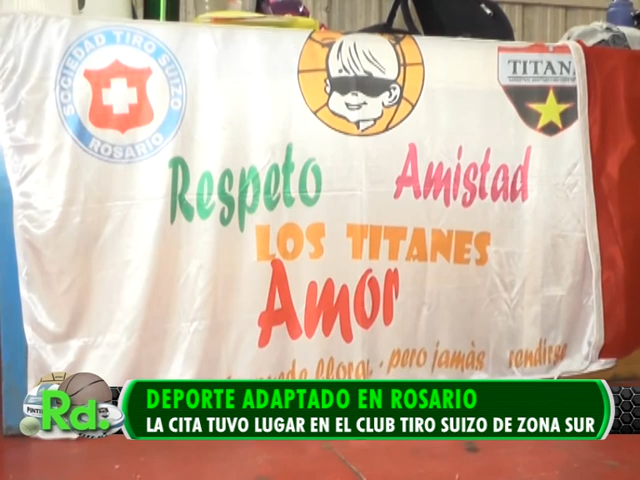 SOCIEDAD TIRO SUIZO
ROSARIO
TITAN
Respeto Amistad
LOS TITANES
Amor
llorar · pero jamás rendirse
Rd.
DEPORTE ADAPTADO EN ROSARIO
LA CITA TUVO LUGAR EN EL CLUB TIRO SUIZO DE ZONA SUR